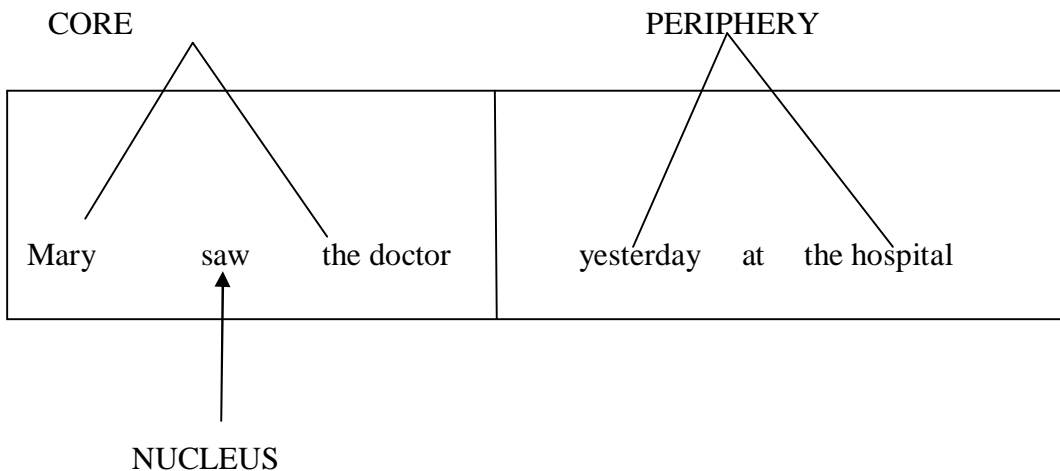 CORE PERIPHERY
Mary saw the doctor yesterday at the hospital
NUCLEUS